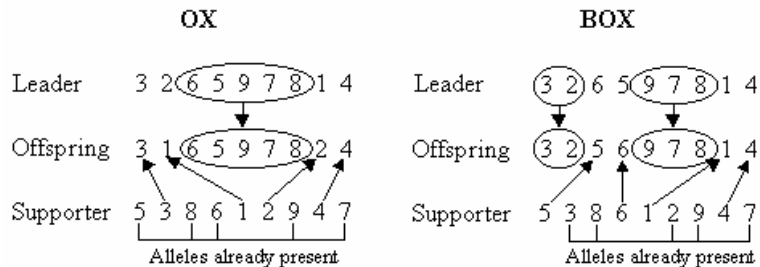 OX
Leader 3 2 6 5 9 7 8 1 4
Offspring 3 1 6 5 9 7 8 2 4
Supporter 5 3 8 6 1 2 9 4 7
Alleles already present
BOX
Leader 3 2 6 5 9 7 8 1 4
Offspring 3 2 5 6 9 7 8 1 4
Supporter 5 3 8 6 1 2 9 4 7
Alleles already present